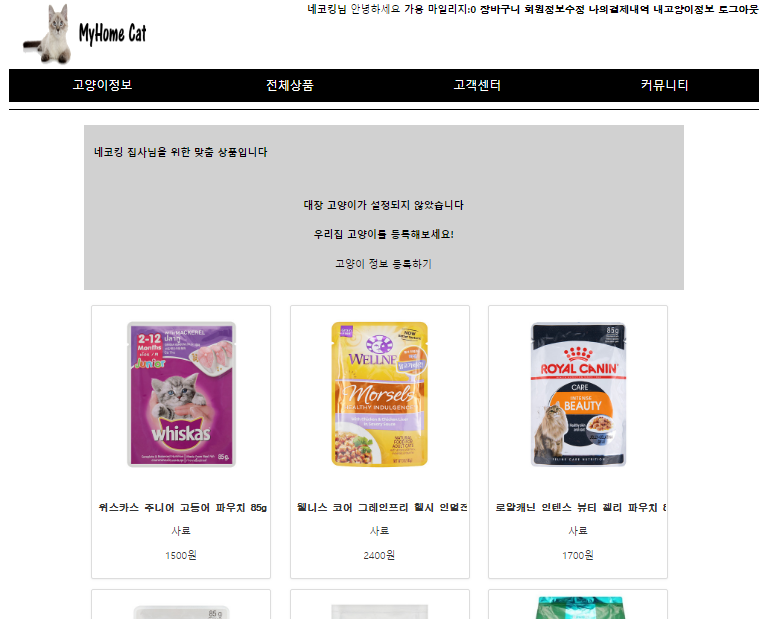 네코킹님 안녕하세요 가용 마일리지:0 장바구니 회원정보수정 나의결제내역 내고양이정보 로그아웃
MyHome Cat
고양이정보 전체상품 고객센터 커뮤니티
네코킹 집사님을 위한 맞춤 상품입니다
대장 고양이가 설정되지 않았습니다
우리집 고양이를 등록해보세요!
고양이 정보 등록하기
MACKEREL
2-12
Months
Junior
whiskas
85g.
WELLNE
Morsels
HEALTHY INDULGENCE
85g
ROYAL CANIN
CARE
INTENSE
BEAUTY
위스카스 주니어 고등어 파우치 85g
사료
1500원
웰니스 코어 그레인프리 헬시 인덜전
사료
2400원
로얄캐닌 인텐스 뷰티 젤리 파우치 8
사료
1700원
85 g